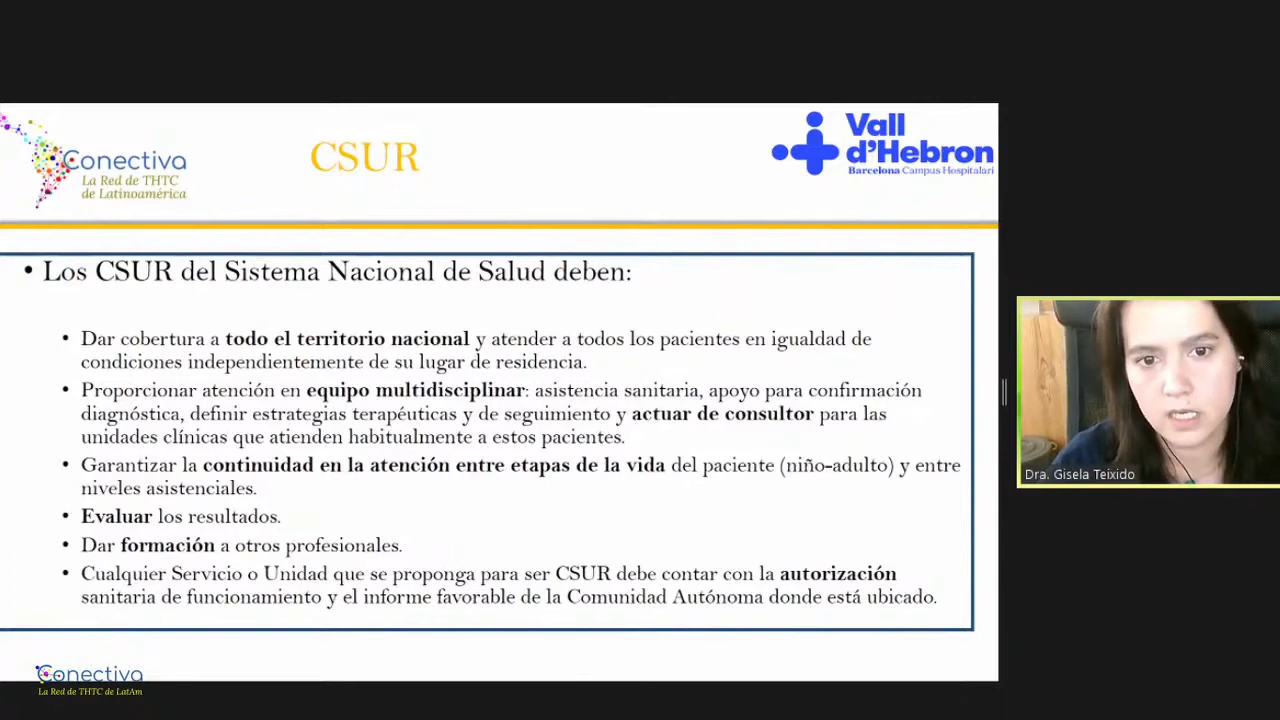 Conectiva
La Red de THTC
de Latinoamérica
CSUR
Vall
d'Hebron
Barcelona Campus Hospitalari
• Los CSUR del Sistema Nacional de Salud deben:
• Dar cobertura a todo el territorio nacional y atender a todos los pacientes en igualdad de
condiciones independientemente de su lugar de residencia.
• Proporcionar atención en equipo multidisciplinar: asistencia sanitaria, apoyo para confirmación
diagnóstica, definir estrategias terapéuticas y de seguimiento y actuar de consultor para las
unidades clínicas que atienden habitualmente a estos pacientes.
• Garantizar la continuidad en la atención entre etapas de la vida del paciente (niño-adulto) y entre
niveles asistenciales.
• Evaluar los resultados.
• Dar formación a otros profesionales.
• Cualquier Servicio o Unidad que se proponga para ser CSUR debe contar con la autorización
sanitaria de funcionamiento y el informe favorable de la Comunidad Autónoma donde está ubicado.
Dra. Gisela Teixido
Conectiva
La Red de THTC de LatAm